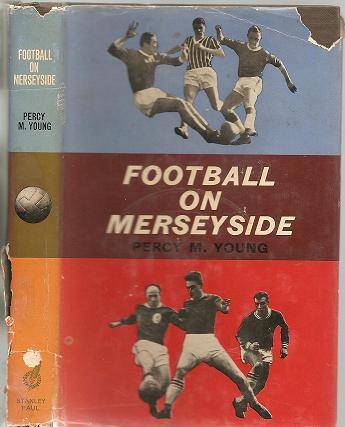 FOOTBALL
ON
MERSEYSIDE
PERCY
M. YOUNG
STANLEY
PAUL
FOOTBALL
ON
MERSEYSIDE
PERCY M. YOUNG